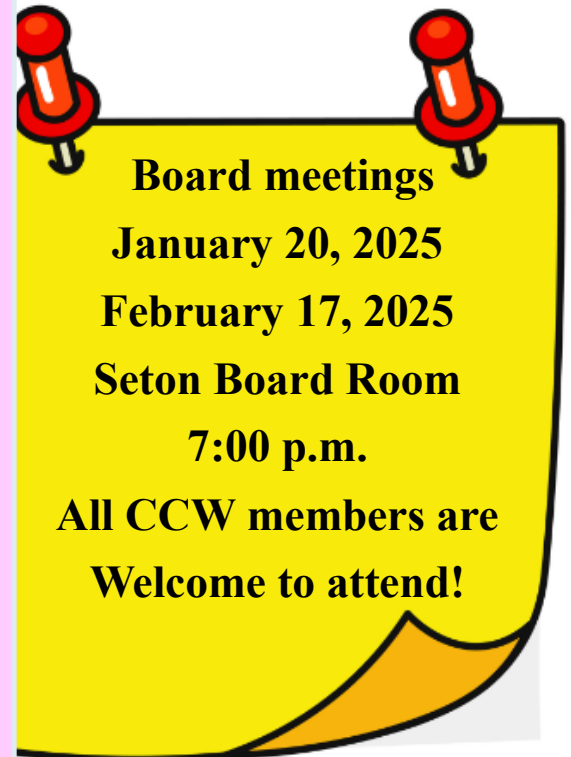 Board meetings
January 20, 2025
February 17, 2025
Seton Board Room
7:00 p.m.
All CCW members are
Welcome to attend!